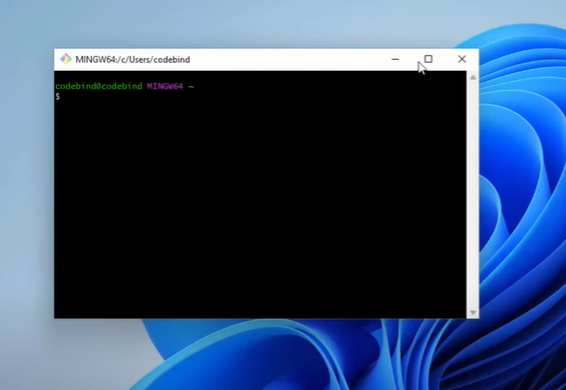 MINGW64:/c/Users/codebind
codebind@codebind MINGW64 ~
$